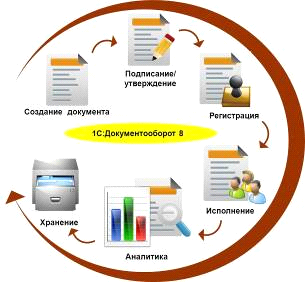 Подписание/
утверждение
Создание документа
Регистрация
1С:Документооборот 8
Исполнение
Хранение
Аналитика